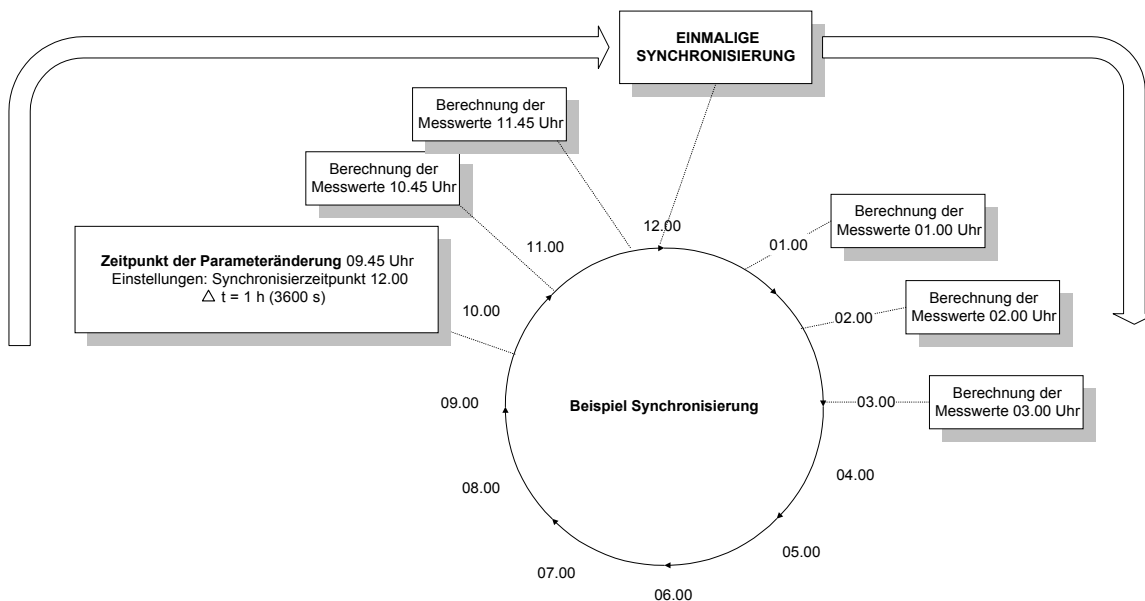 EINMALIGE
SYNCHRONISIERUNG
Berechnung der
Messwerte 11.45 Uhr
Berechnung der
Messwerte 10.45 Uhr
Zeitpunkt der Parameteränderung 09.45 Uhr
Einstellungen: Synchronisierzeitpunkt 12.00
△ t = 1 h (3600 s)
Berechnung der
Messwerte 01.00 Uhr
Berechnung der
Messwerte 02.00 Uhr
Berechnung der
Messwerte 03.00 Uhr
12.00
01.00
02.00
03.00
04.00
05.00
06.00
07.00
08.00
09.00
10.00
11.00
Beispiel Synchronisierung